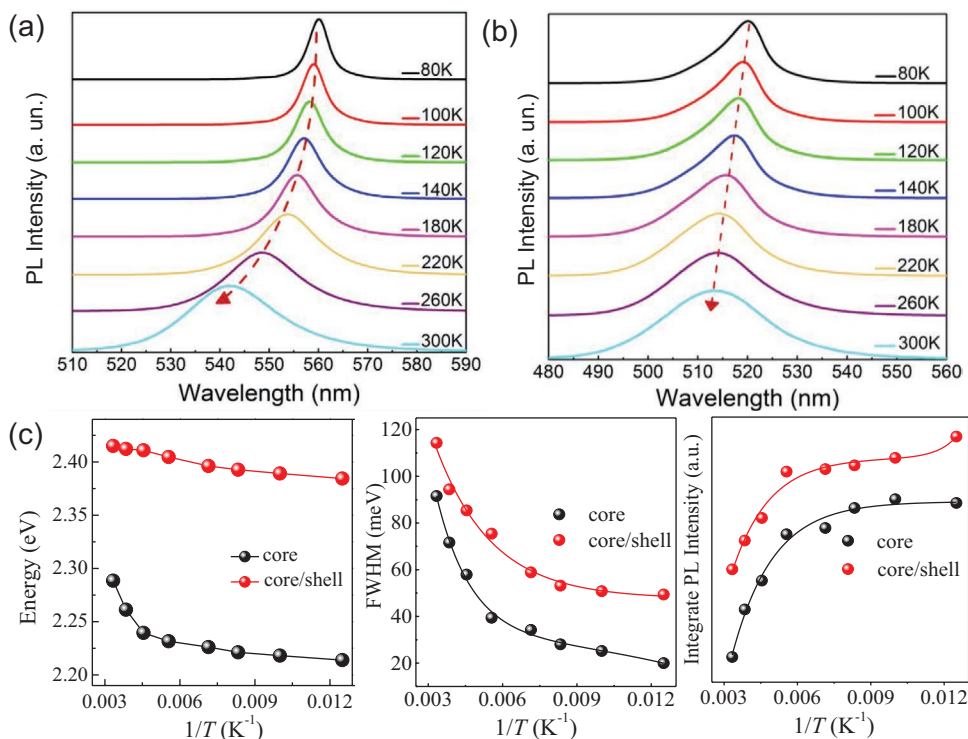 (a)
PL Intensity (a. un.)
80K
100K
120K
140K
180K
220K
260K
300K
510 520 530 540 550 560 570 580 590
Wavelength (nm)
(b)
PL Intensity (a. un.)
80K
100K
120K
140K
180K
220K
260K
300K
480 490 500 510 520 530 540 550 560
Wavelength (nm)
(c)
Energy (eV)
2.40
2.35
2.30
2.25
2.20
core
core/shell
0.003 0.006 0.009 0.012
1/T (K⁻¹)
FWHM (meV)
120
100
80
60
40
20
core
core/shell
0.003 0.006 0.009 0.012
1/T (K⁻¹)
Integrate PL Intensity (a.u.)
core
core/shell
0.003 0.006 0.009 0.012
1/T (K⁻¹)